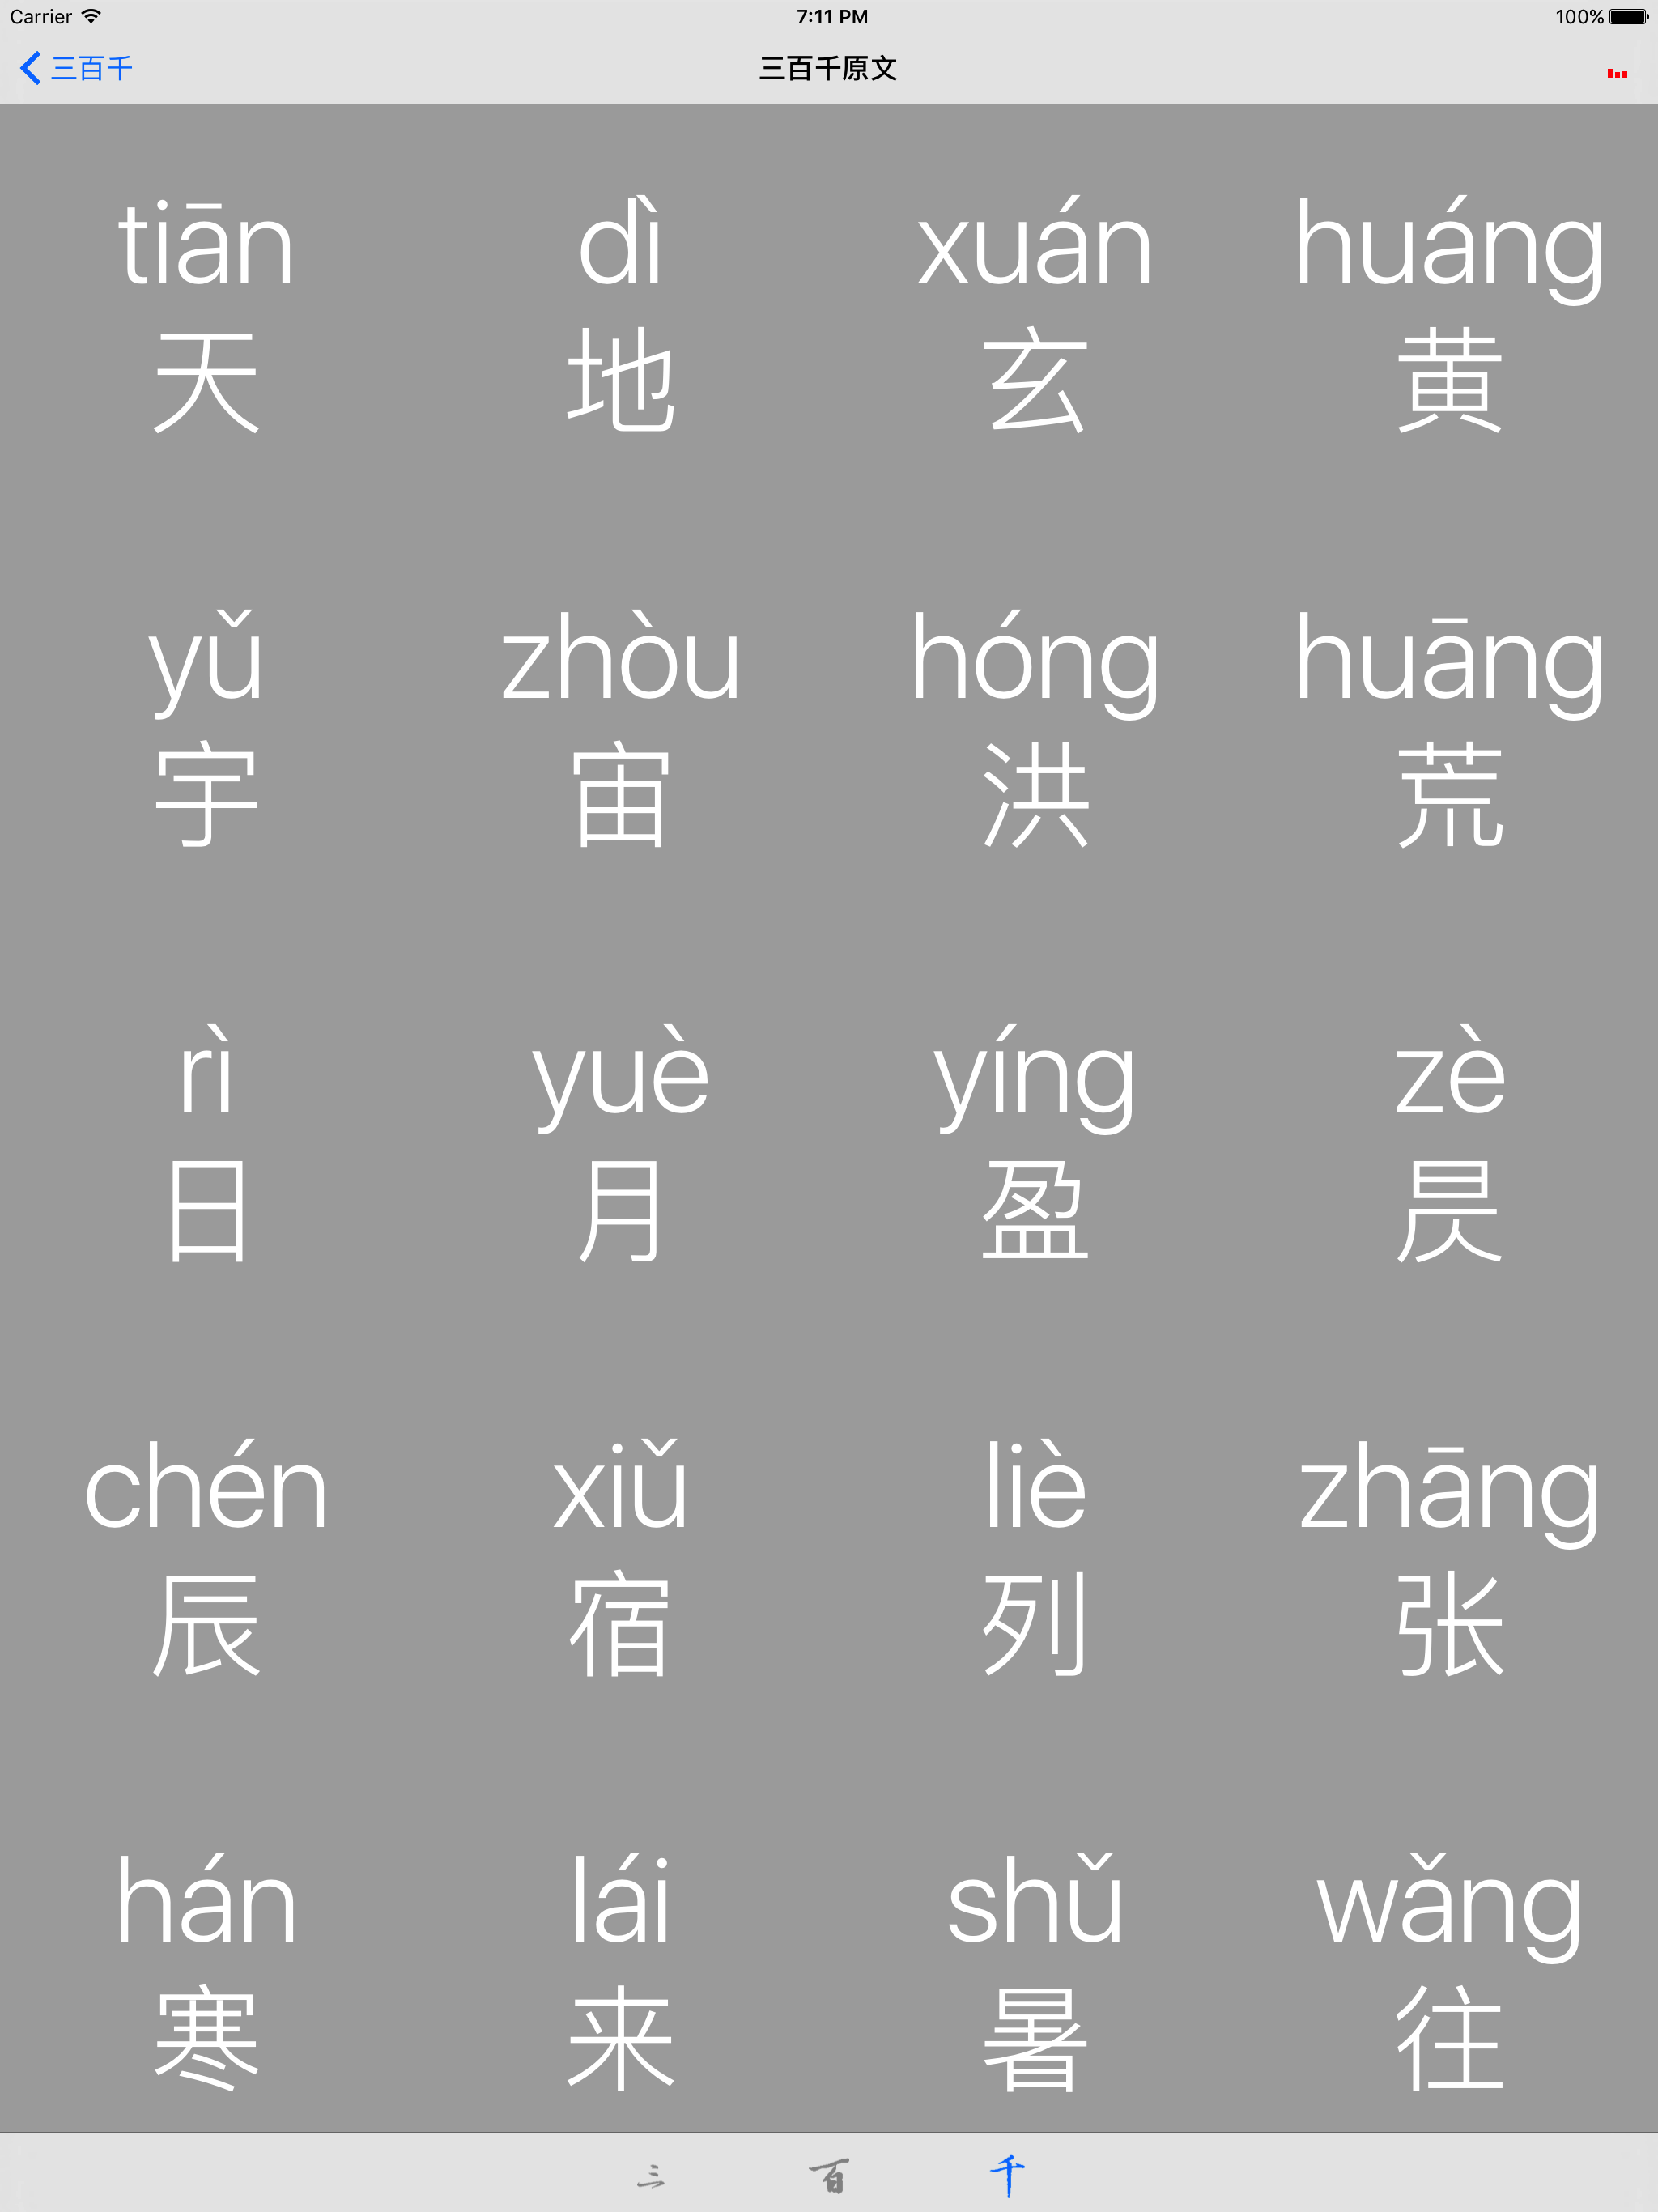 Carrier 7:11 PM 100%
三百千 三百千原文
tiān dì xuán huáng
天 地 玄 黄
yǔ zhòu hóng huāng
宇 宙 洪 荒
rì yuè yíng zè
日 月 盈 昃
chén xiǔ liè zhāng
辰 宿 列 张
hán lái shǔ wǎng
寒 来 暑 往
三 百 千